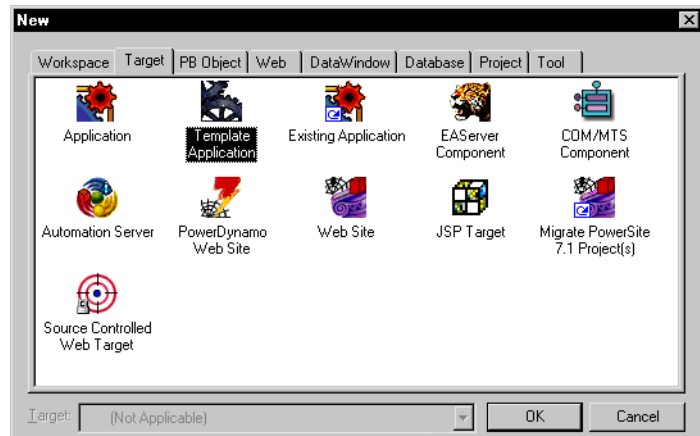 New
Workspace Target PB Object Web DataWindow Database Project Tool
Application
Template Application
Existing Application
EAServer Component
COM/MTS Component
Automation Server
PowerDynamo Web Site
Web Site
JSP Target
Migrate PowerSite 7.1 Project(s)
Source Controlled Web Target
Target: (Not Applicable) OK Cancel